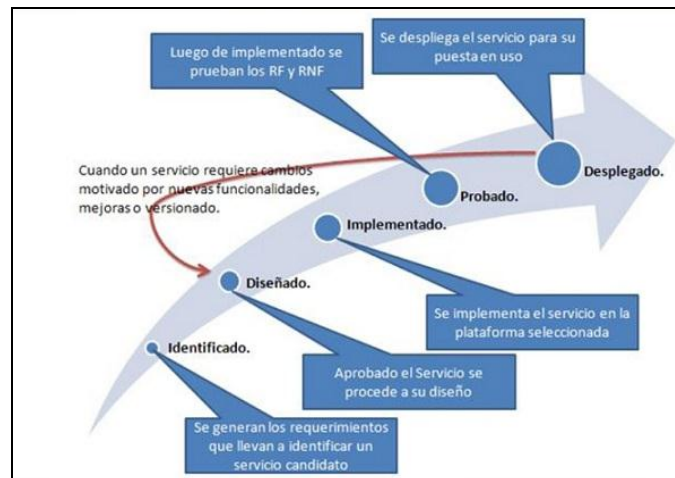 Se despliega el servicio para su
puesta en uso
Luego de implementado se
prueban los RF y RNF
Cuando un servicio requiere cambios
motivado por nuevas funcionalidades,
mejoras o versionado.
Desplegado.
Probado.
Implementado.
Diseñado.
Identificado.
Se implementa el servicio en la
plataforma seleccionada
Aprobado el Servicio se
procede a su diseño
Se generan los requerimientos
que llevan a identificar un
servicio candidato